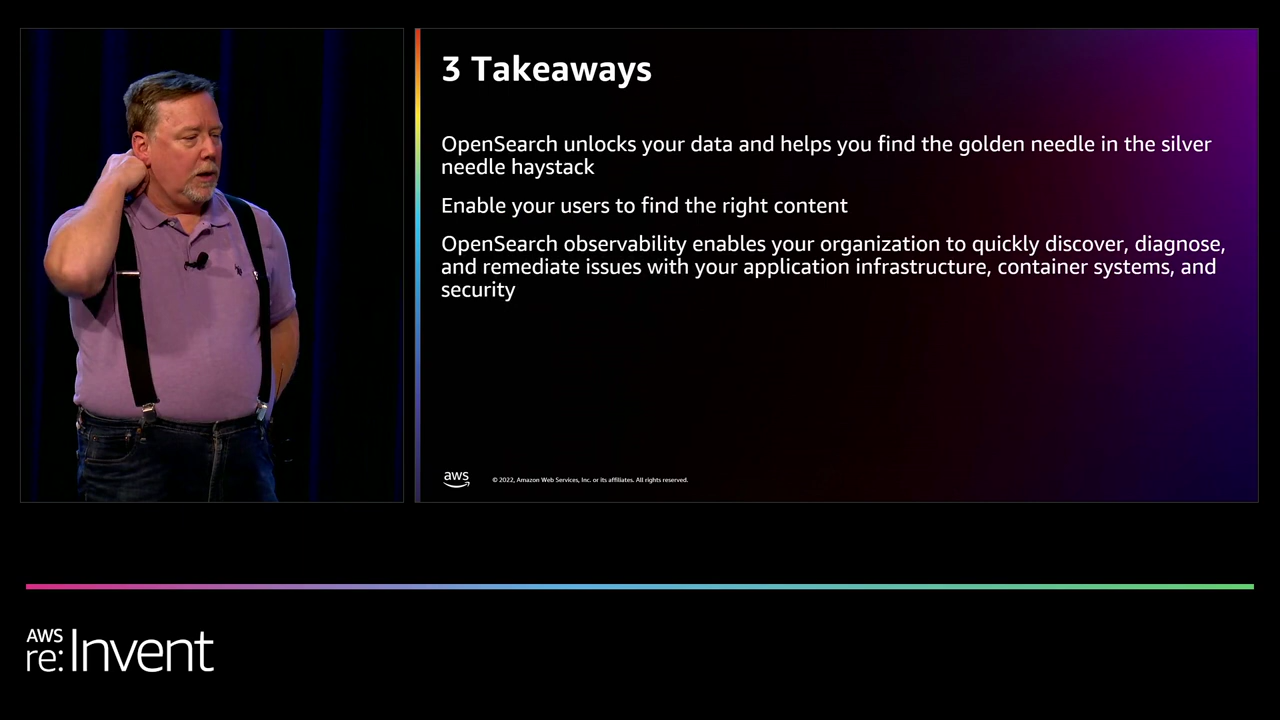 3 Takeaways
OpenSearch unlocks your data and helps you find the golden needle in the silver
needle haystack
Enable your users to find the right content
OpenSearch observability enables your organization to quickly discover, diagnose,
and remediate issues with your application infrastructure, container systems, and
security
aws
© 2022, Amazon Web Services, Inc. or its affiliates. All rights reserved.
AWS
re:Invent